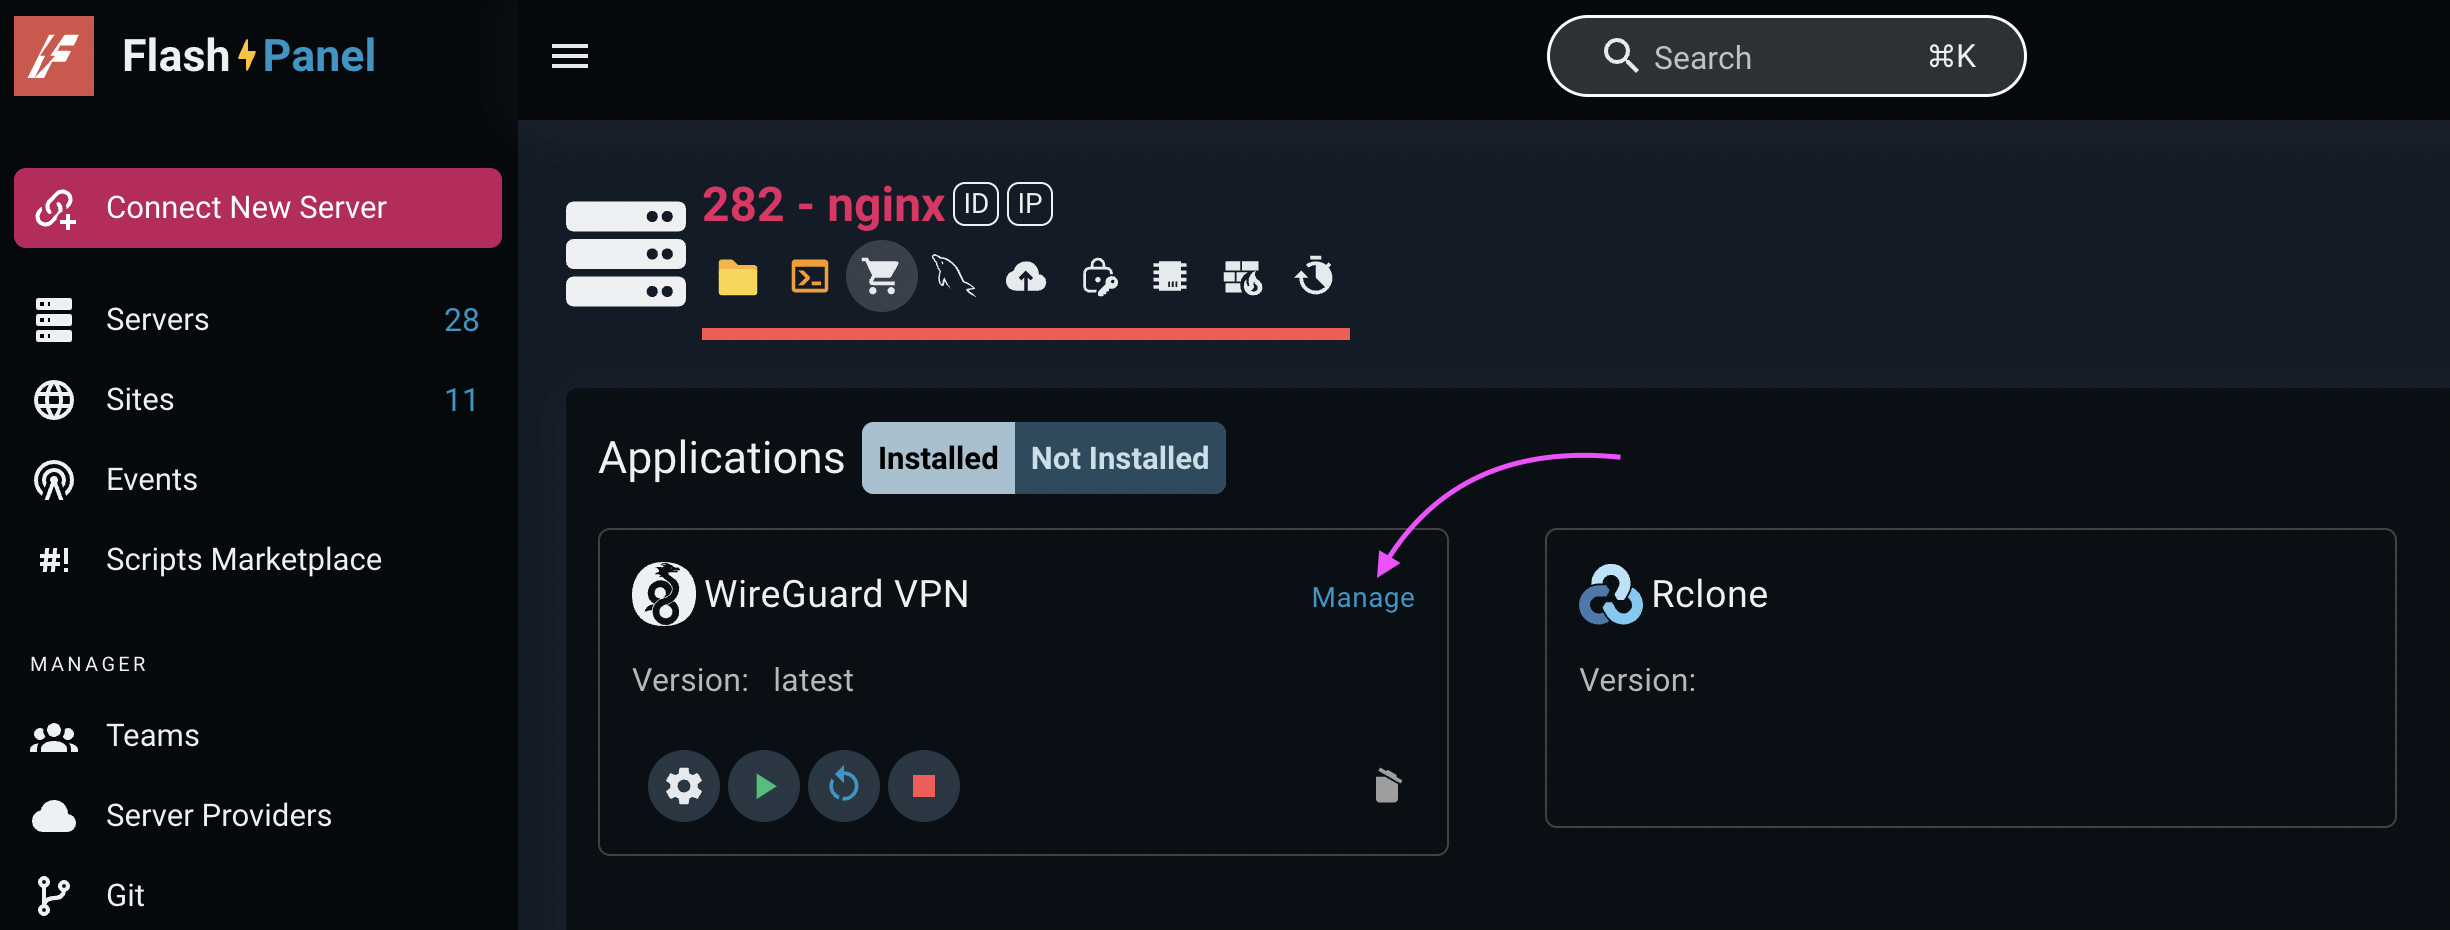 Flash Panel
Search ⌘K
Connect New Server
282 - nginx ID IP
Servers 28
Sites 11
Events
#! Scripts Marketplace
MANAGER
Teams
Server Providers
Git
Applications Installed Not Installed
WireGuard VPN Manage
Version: latest
Rclone
Version: